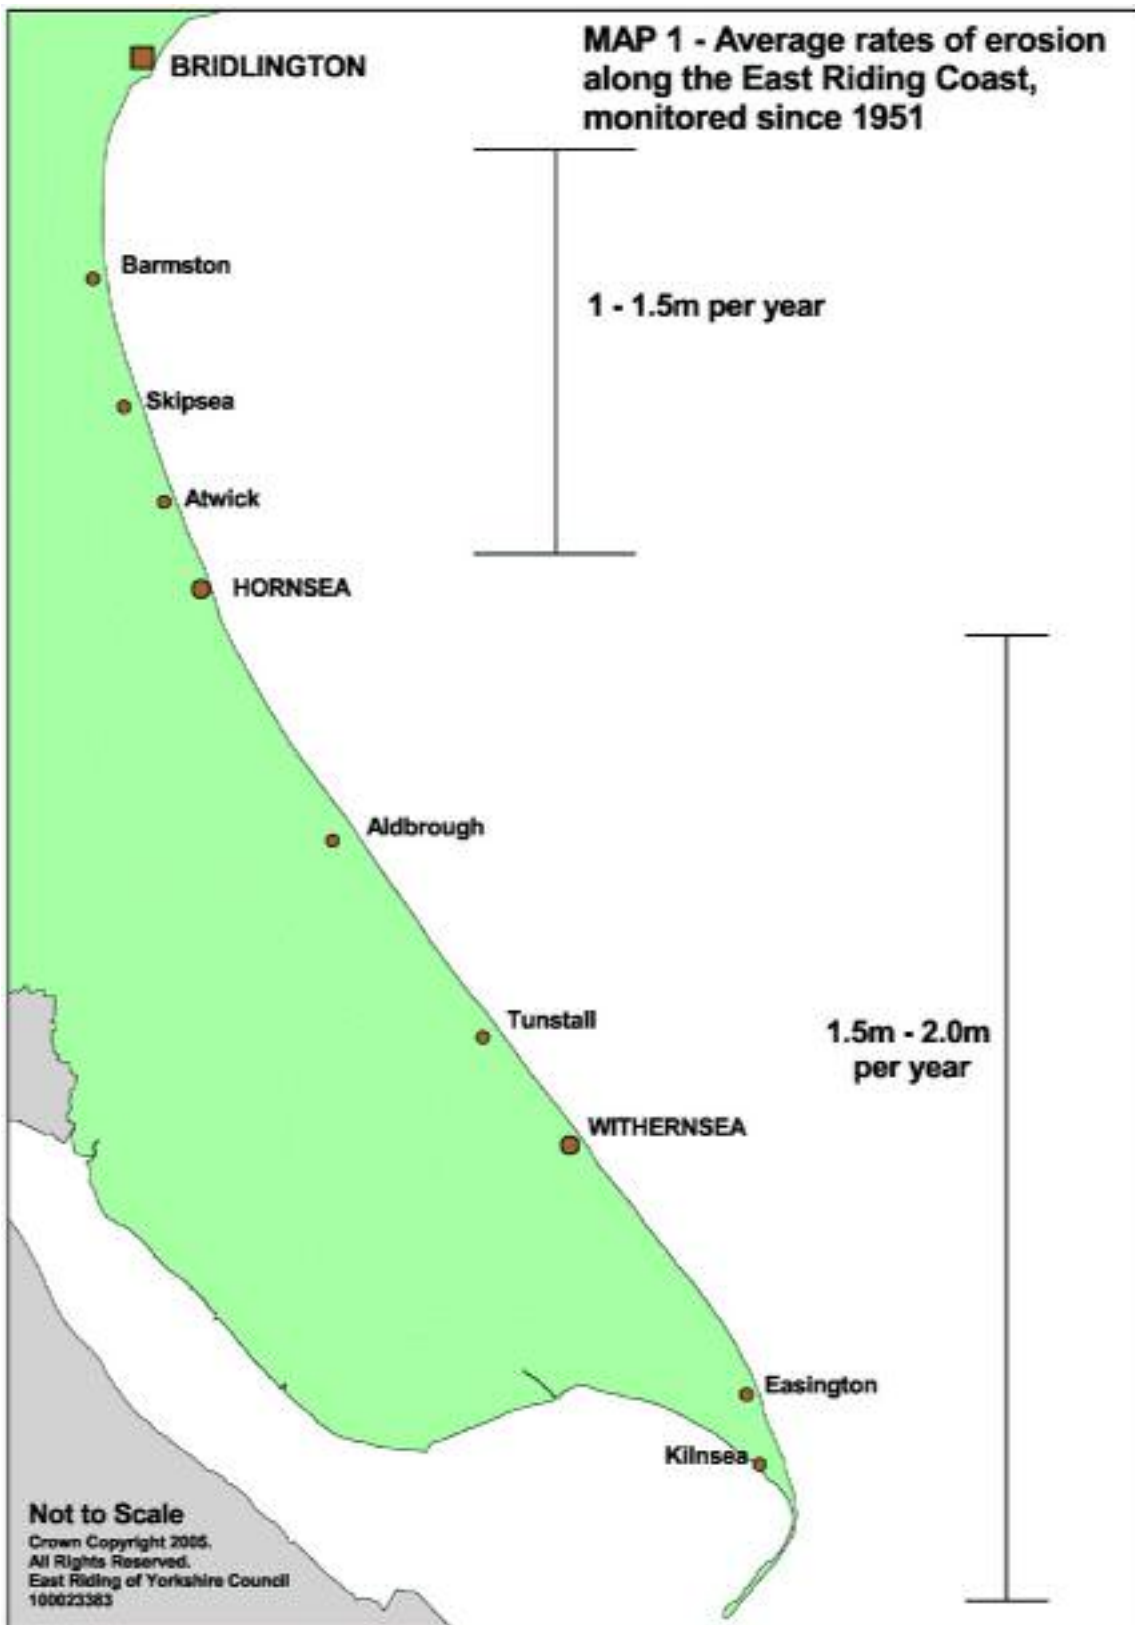 MAP 1 - Average rates of erosion
along the East Riding Coast,
monitored since 1951
BRIDLINGTON
Barmston
1 - 1.5m per year
Skipsea
Atwick
HORNSEA
Aldbrough
Tunstall
1.5m - 2.0m
per year
WITHERNSEA
Easington
Kilnsea
Not to Scale
Crown Copyright 2005.
All Rights Reserved.
East Riding of Yorkshire Council
100023383